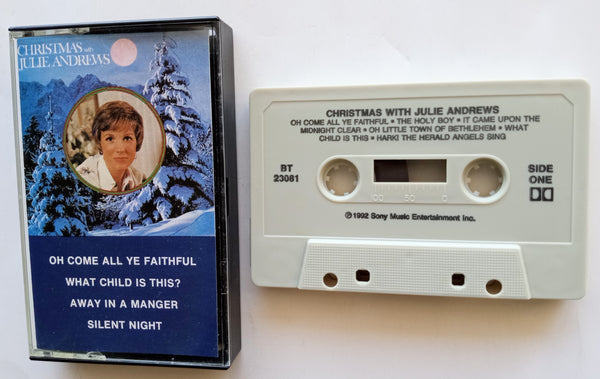 CHRISTMAS with
JULIE ANDREWS
OH COME ALL YE FAITHFUL
WHAT CHILD IS THIS?
AWAY IN A MANGER
SILENT NIGHT
CHRISTMAS WITH JULIE ANDREWS
OH COME ALL YE FAITHFUL • THE HOLY BOY • IT CAME UPON THE
MIDNIGHT CLEAR • OH LITTLE TOWN OF BETHLEHEM • WHAT
CHILD IS THIS • HARK! THE HERALD ANGELS SING
BT
23081
SIDE
ONE
100 50 0
℗ 1992 Sony Music Entertainment Inc.